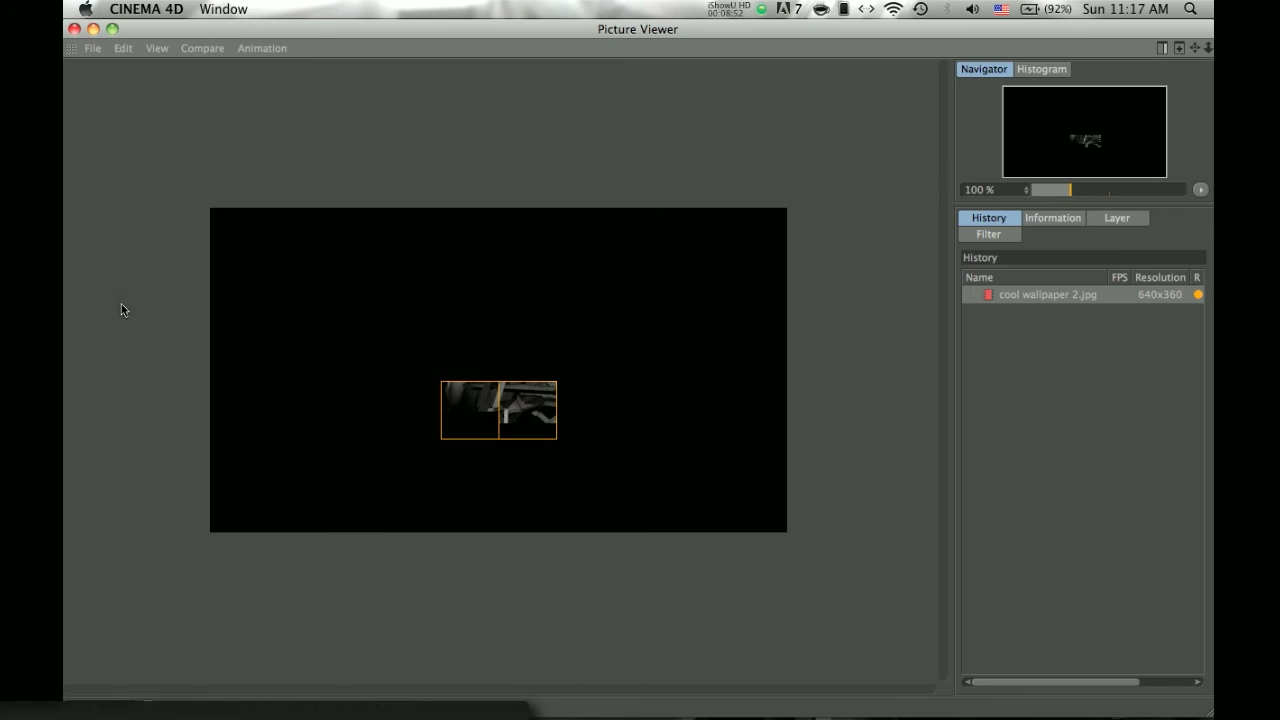 CINEMA 4D Window iShowU HD 00:08:52 7 (92%) Sun 11:17 AM
Picture Viewer
File Edit View Compare Animation
Navigator Histogram
100 %
History Information Layer
Filter
History
Name FPS Resolution R
cool wallpaper 2.jpg 640x360